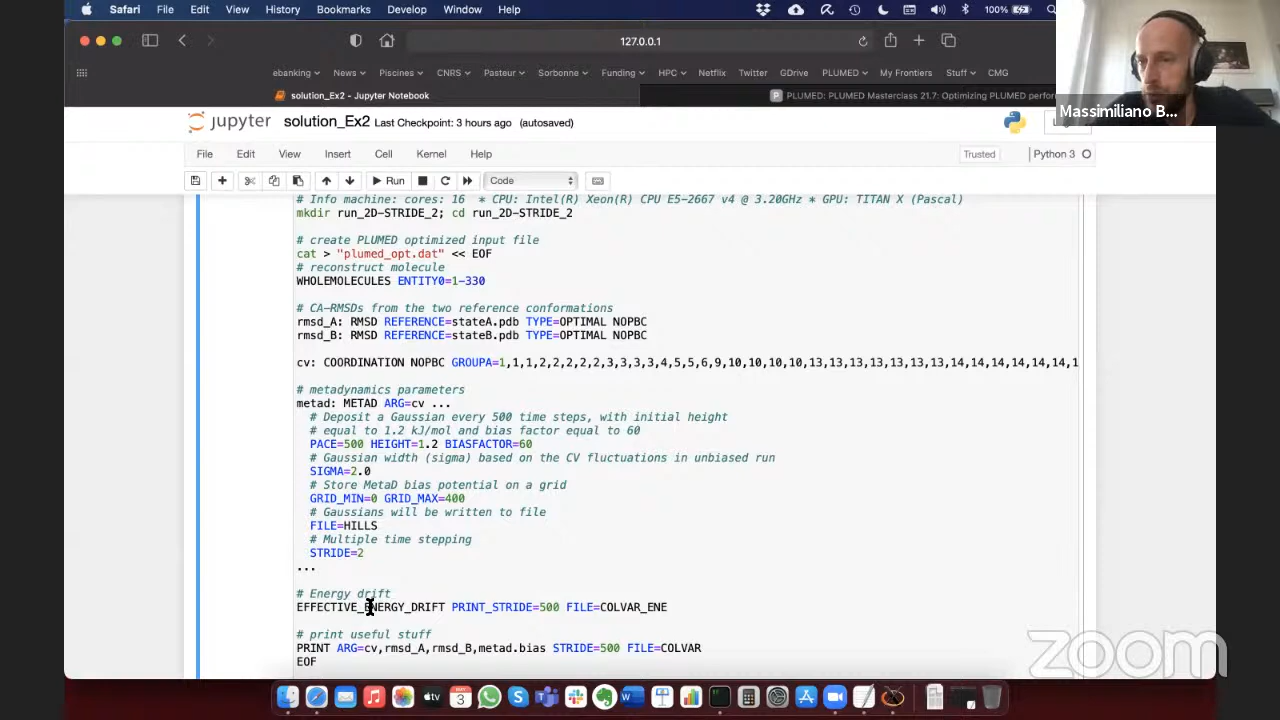 Safari File Edit View History Bookmarks Develop Window Help 100%
127.0.0.1
ebanking News Piscines CNRS Pasteur Sorbonne Funding HPC Netflix Twitter GDrive PLUMED My Frontiers Stuff CMG
solution_Ex2 - Jupyter Notebook
PLUMED: PLUMED Masterclass 21.7: Optimizing PLUMED perfor
Massimiliano B...
jupyter solution_Ex2 Last Checkpoint: 3 hours ago (autosaved)
File Edit View Insert Cell Kernel Help Trusted Python 3
Run Code
# Info machine: cores: 16 * CPU: Intel(R) Xeon(R) CPU E5-2667 v4 @ 3.20GHz * GPU: TITAN X (Pascal)
mkdir run_2D-STRIDE_2; cd run_2D-STRIDE_2
# create PLUMED optimized input file
cat > "plumed_opt.dat" << EOF
# reconstruct molecule
WHOLEMOLECULES ENTITY0=1-330
# CA-RMSDs from the two reference conformations
rmsd_A: RMSD REFERENCE=stateA.pdb TYPE=OPTIMAL NOPBC
rmsd_B: RMSD REFERENCE=stateB.pdb TYPE=OPTIMAL NOPBC
cv: COORDINATION NOPBC GROUPA=1,1,1,2,2,2,2,2,3,3,3,3,4,5,5,6,9,10,10,10,10,13,13,13,13,13,13,13,14,14,14,14,14,14,1
# metadynamics parameters
metad: METAD ARG=cv ...
# Deposit a Gaussian every 500 time steps, with initial height
# equal to 1.2 kJ/mol and bias factor equal to 60
PACE=500 HEIGHT=1.2 BIASFACTOR=60
# Gaussian width (sigma) based on the CV fluctuations in unbiased run
SIGMA=2.0
# Store MetaD bias potential on a grid
GRID_MIN=0 GRID_MAX=400
# Gaussians will be written to file
FILE=HILLS
# Multiple time stepping
STRIDE=2
...
# Energy drift
EFFECTIVE_ENERGY_DRIFT PRINT_STRIDE=500 FILE=COLVAR_ENE
# print useful stuff
PRINT ARG=cv,rmsd_A,rmsd_B,metad.bias STRIDE=500 FILE=COLVAR
EOF
zoom